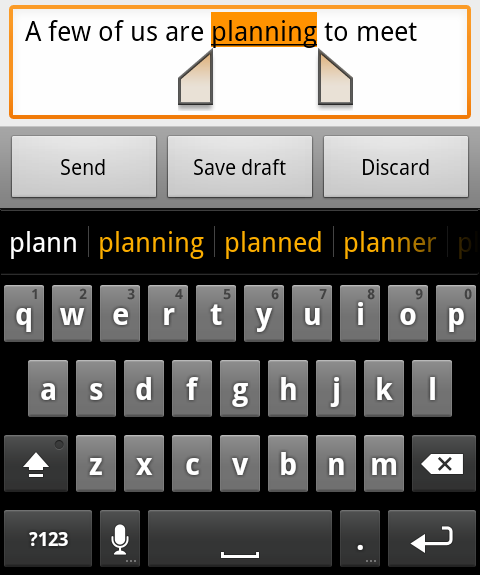 A few of us are planning to meet
Send Save draft Discard
plann planning planned planner p
1 2 3 4 5 6 7 8 9 0
q w e r t y u i o p
a s d f g h j k l
z x c v b n m
?123 . ...